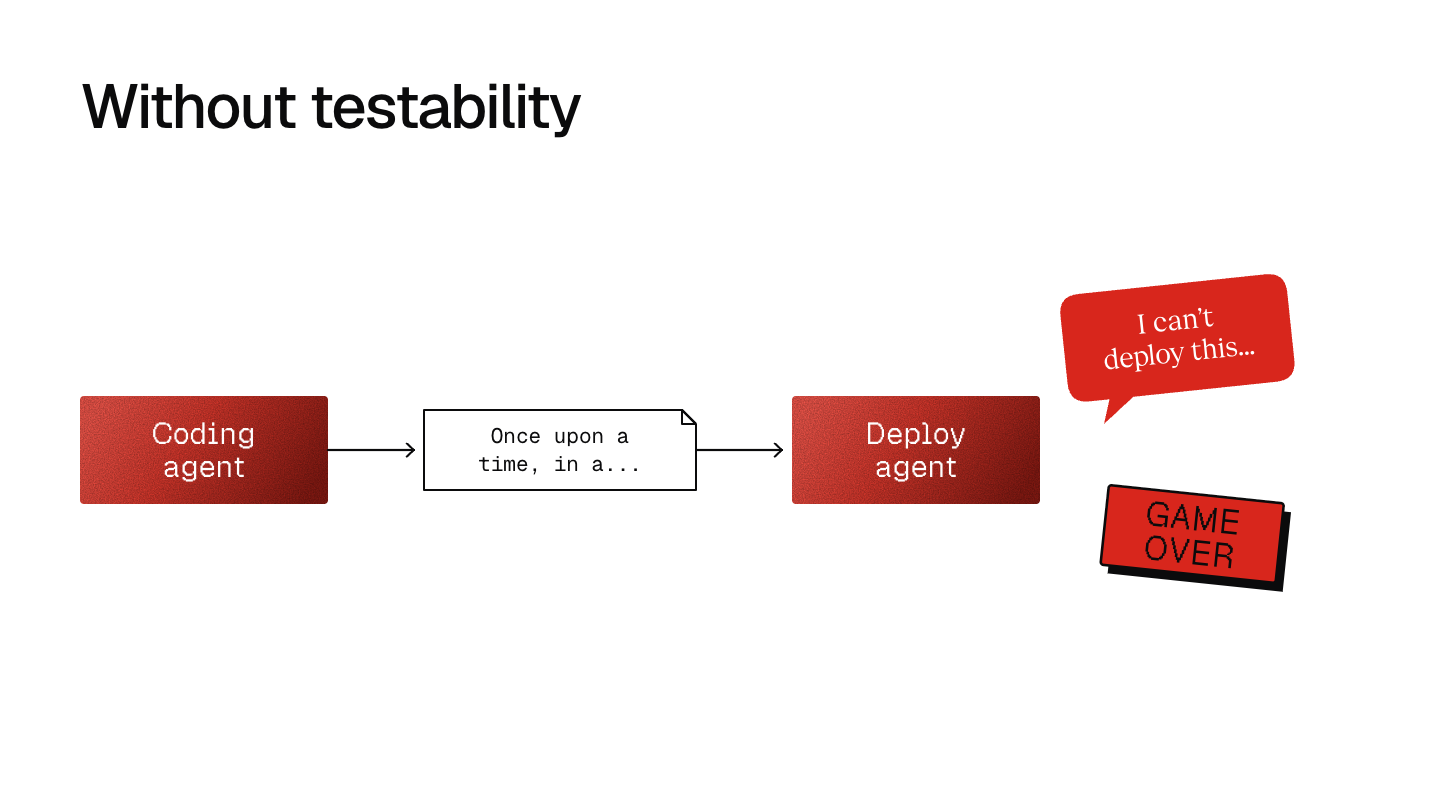 Without testability
I can't
deploy this...
Coding
agent
Once upon a
time, in a...
Deploy
agent
GAME
OVER